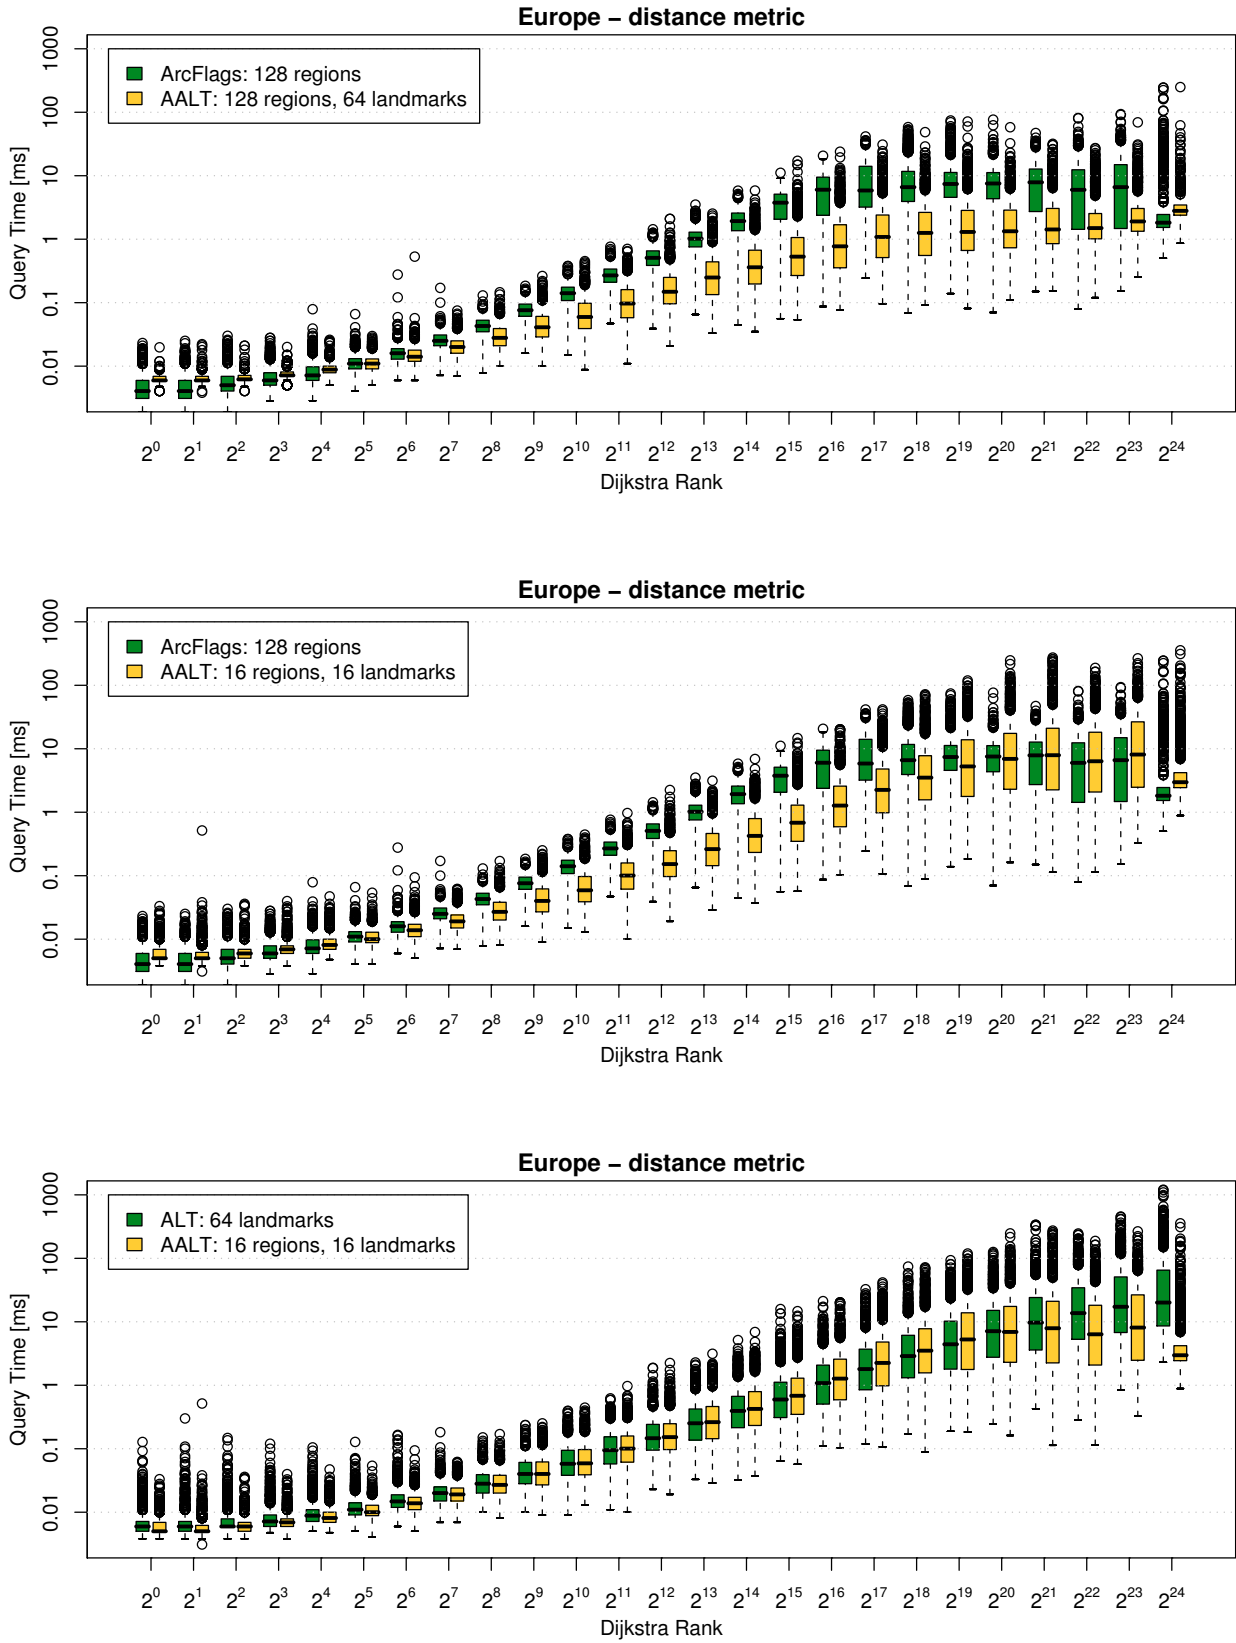 Europe − distance metric
ArcFlags: 128 regions
AALT: 128 regions, 64 landmarks
Query Time [ms]
1000
100
10
1
0.1
0.01
2^0 2^1 2^2 2^3 2^4 2^5 2^6 2^7 2^8 2^9 2^10 2^11 2^12 2^13 2^14 2^15 2^16 2^17 2^18 2^19 2^20 2^21 2^22 2^23 2^24
Dijkstra Rank
Europe − distance metric
ArcFlags: 128 regions
AALT: 16 regions, 16 landmarks
Query Time [ms]
1000
100
10
1
0.1
0.01
2^0 2^1 2^2 2^3 2^4 2^5 2^6 2^7 2^8 2^9 2^10 2^11 2^12 2^13 2^14 2^15 2^16 2^17 2^18 2^19 2^20 2^21 2^22 2^23 2^24
Dijkstra Rank
Europe − distance metric
ALT: 64 landmarks
AALT: 16 regions, 16 landmarks
Query Time [ms]
1000
100
10
1
0.1
0.01
2^0 2^1 2^2 2^3 2^4 2^5 2^6 2^7 2^8 2^9 2^10 2^11 2^12 2^13 2^14 2^15 2^16 2^17 2^18 2^19 2^20 2^21 2^22 2^23 2^24
Dijkstra Rank